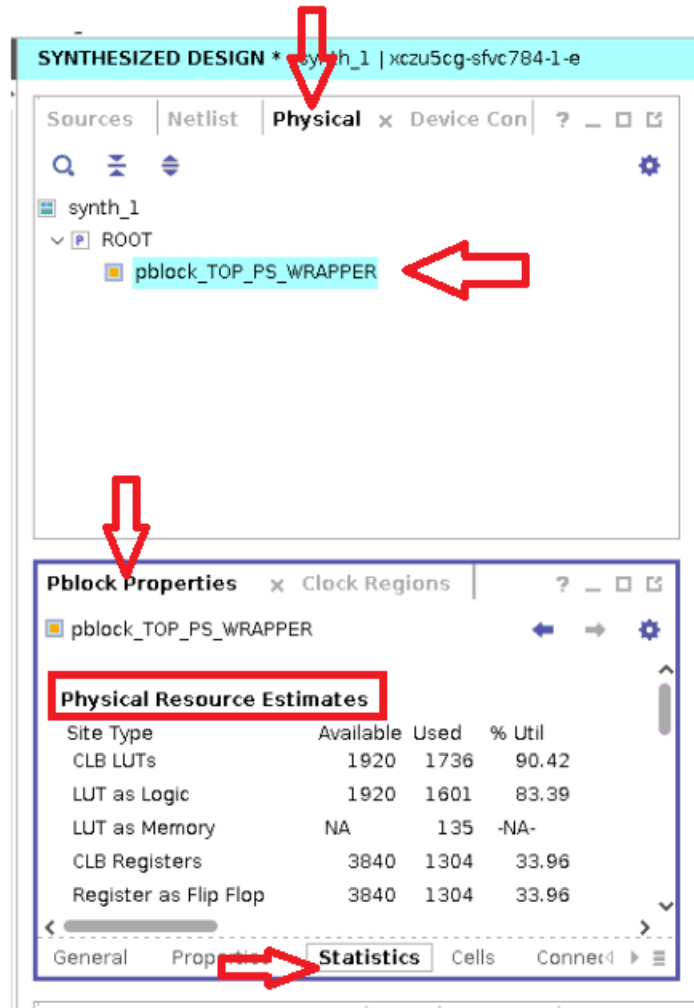 SYNTHESIZED DESIGN * synth_1 | xczu5cg-sfvc784-1-e
Sources Netlist Physical x Device Con ?
synth_1
ROOT
pblock_TOP_PS_WRAPPER
Pblock Properties x Clock Regions ?
pblock_TOP_PS_WRAPPER
Physical Resource Estimates
Site Type Available Used % Util
CLB LUTs 1920 1736 90.42
LUT as Logic 1920 1601 83.39
LUT as Memory NA 135 -NA-
CLB Registers 3840 1304 33.96
Register as Flip Flop 3840 1304 33.96
General Properties Statistics Cells Connec